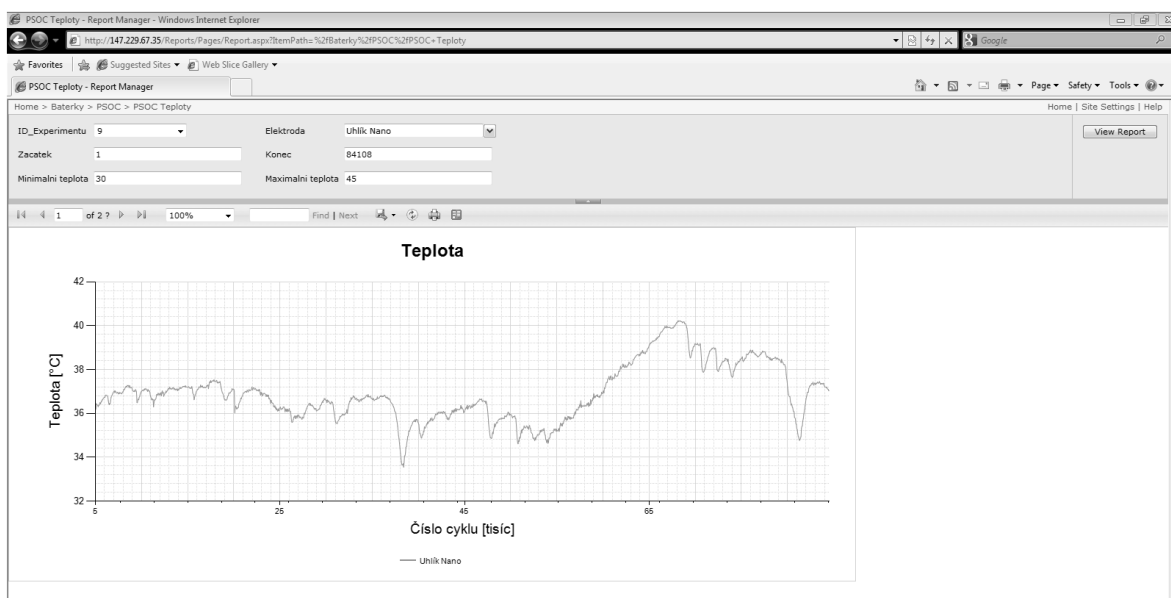 PSOC Teploty - Report Manager - Windows Internet Explorer
http://147.229.67.35/Reports/Pages/Report.aspx?ItemPath=%2fBaterky%2fPSOC%2fPSOC+Teploty
Google
Favorites Suggested Sites Web Slice Gallery
PSOC Teploty - Report Manager
Page Safety Tools
Home > Baterky > PSOC > PSOC Teploty
Home | Site Settings | Help
ID_Experimentu 9 Elektroda Uhlík Nano View Report
Zacatek 1 Konec 84108
Minimalni teplota 30 Maximalni teplota 45
1 of 2 ? 100% Find | Next
Teplota
42
40
38
36
34
32
Teplota [°C]
5 25 45 65
Číslo cyklu [tisíc]
Uhlík Nano